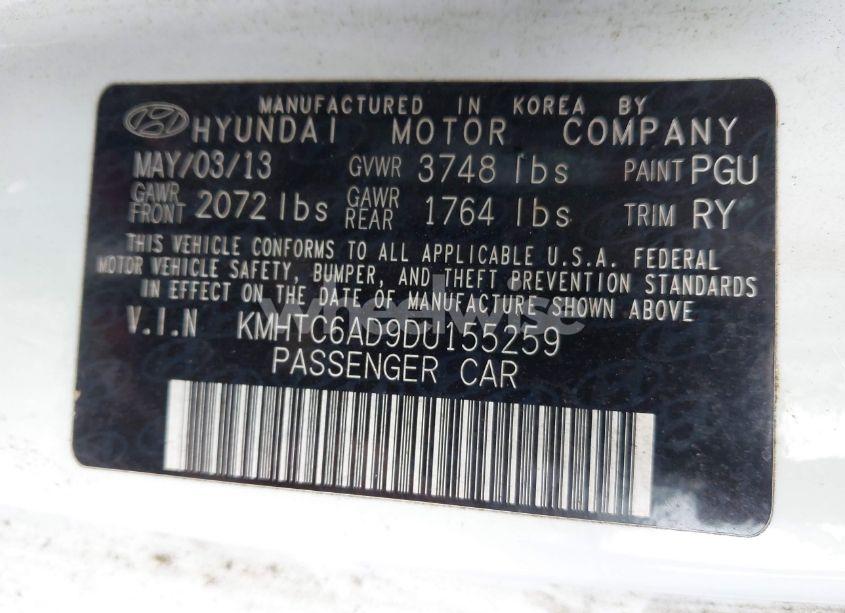 MANUFACTURED IN KOREA BY
HYUNDAI MOTOR COMPANY
MAY/03/13 GVWR 3748 lbs PAINT PGU
GAWR FRONT 2072 lbs GAWR REAR 1764 lbs TRIM RY
THIS VEHICLE CONFORMS TO ALL APPLICABLE U.S.A. FEDERAL
MOTOR VEHICLE SAFETY, BUMPER, AND THEFT PREVENTION STANDARDS
IN EFFECT ON THE DATE OF MANUFACTURE SHOWN ABOVE
wheelwise
V.I.N KMHTC6AD9DU155259
PASSENGER CAR